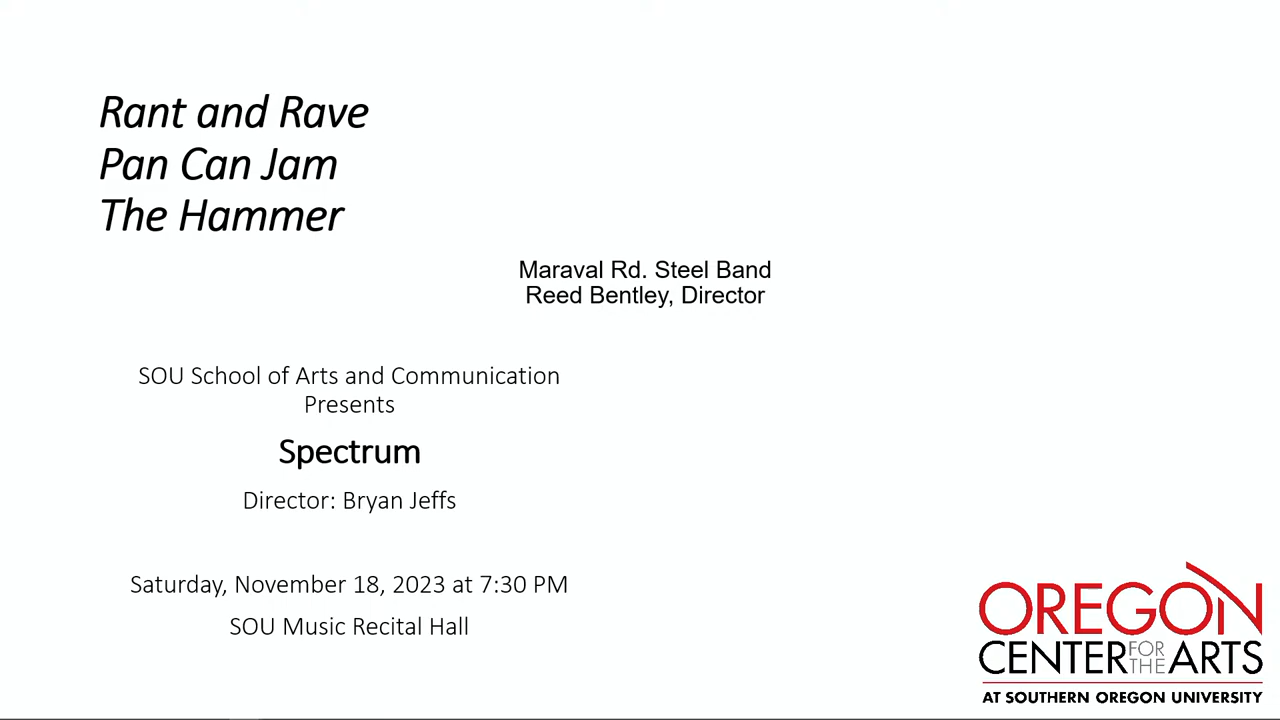 Rant and Rave
Pan Can Jam
The Hammer
Maraval Rd. Steel Band
Reed Bentley, Director
SOU School of Arts and Communication
Presents
Spectrum
Director: Bryan Jeffs
Saturday, November 18, 2023 at 7:30 PM
SOU Music Recital Hall
OREGON
CENTER FOR THE ARTS
AT SOUTHERN OREGON UNIVERSITY